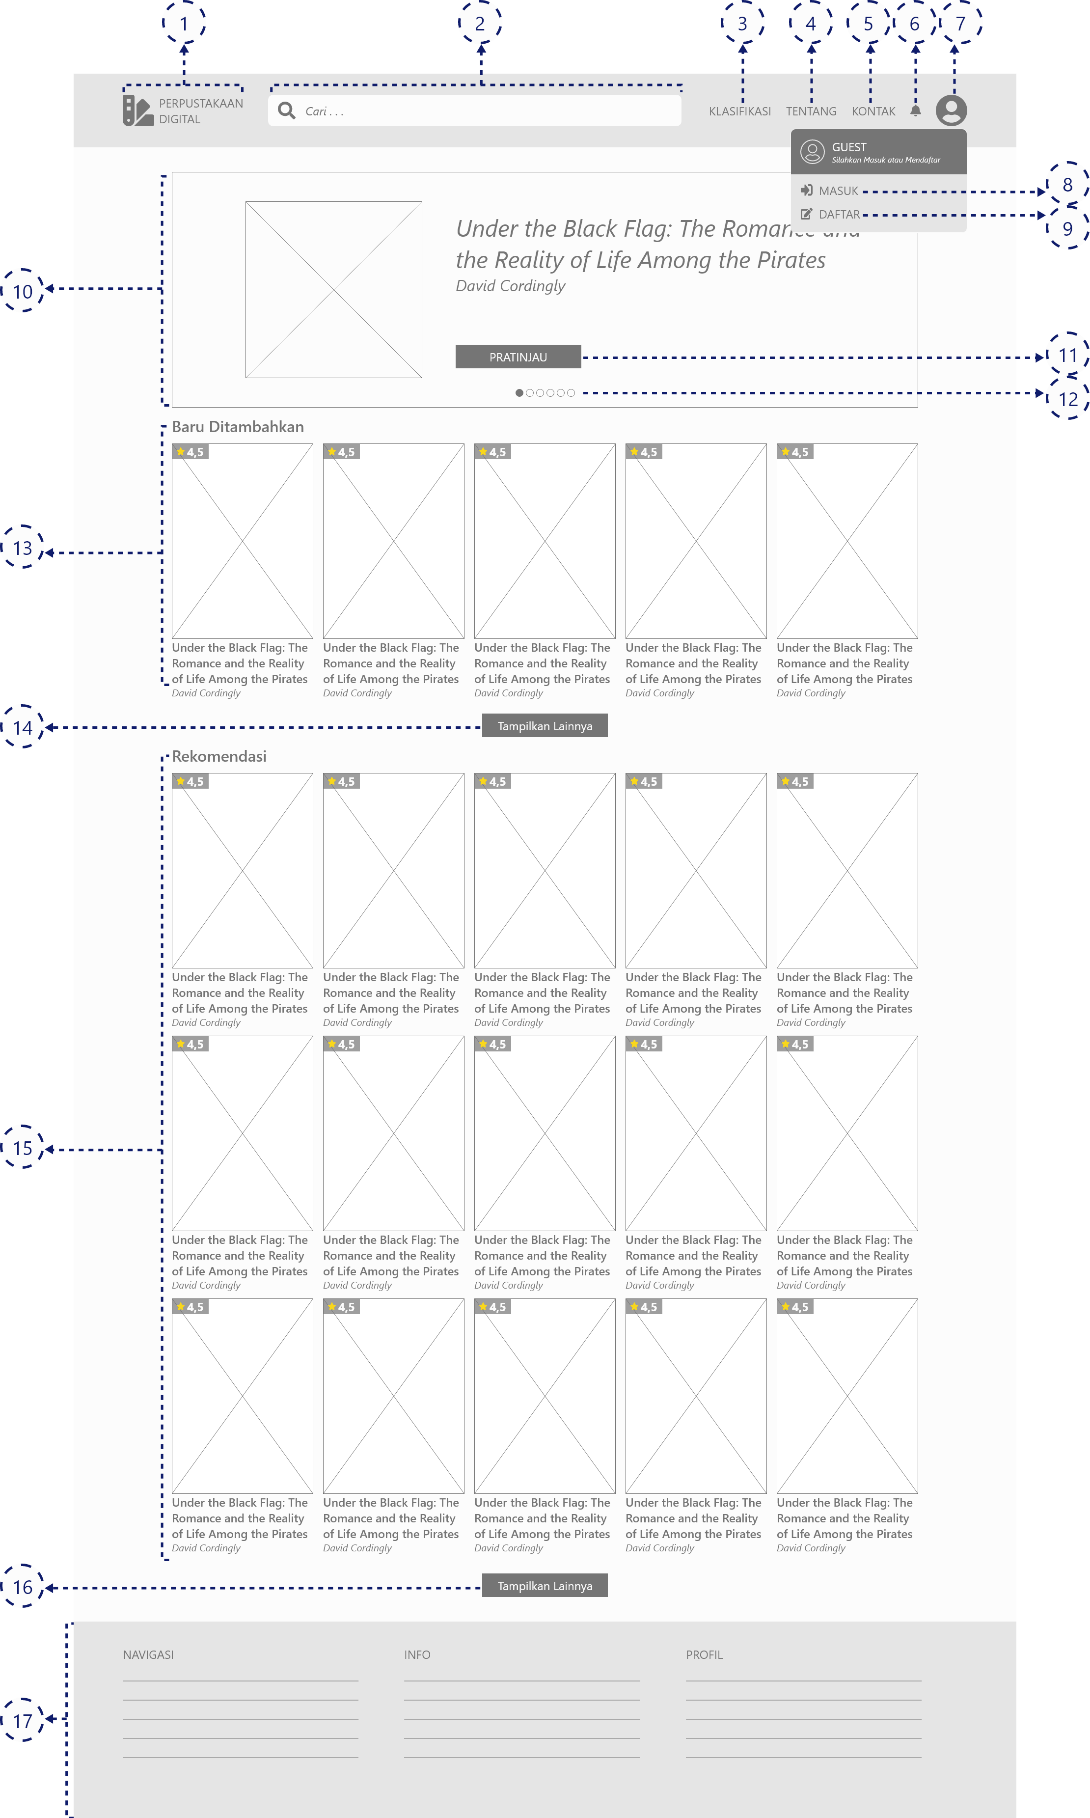 1
2
3
4
5
6
7
PERPUSTAKAAN
DIGITAL
Cari . . .
KLASIFIKASI
TENTANG
KONTAK
GUEST
Silahkan Masuk atau Mendaftar
MASUK
8
DAFTAR
9
Under the Black Flag: The Romance and
the Reality of Life Among the Pirates
David Cordingly
10
PRATINJAU
11
12
Baru Ditambahkan
4,5
4,5
4,5
4,5
4,5
13
Under the Black Flag: The
Romance and the Reality
of Life Among the Pirates
David Cordingly
Under the Black Flag: The
Romance and the Reality
of Life Among the Pirates
David Cordingly
Under the Black Flag: The
Romance and the Reality
of Life Among the Pirates
David Cordingly
Under the Black Flag: The
Romance and the Reality
of Life Among the Pirates
David Cordingly
Under the Black Flag: The
Romance and the Reality
of Life Among the Pirates
David Cordingly
14
Tampilkan Lainnya
Rekomendasi
4,5
4,5
4,5
4,5
4,5
Under the Black Flag: The
Romance and the Reality
of Life Among the Pirates
David Cordingly
Under the Black Flag: The
Romance and the Reality
of Life Among the Pirates
David Cordingly
Under the Black Flag: The
Romance and the Reality
of Life Among the Pirates
David Cordingly
Under the Black Flag: The
Romance and the Reality
of Life Among the Pirates
David Cordingly
Under the Black Flag: The
Romance and the Reality
of Life Among the Pirates
David Cordingly
4,5
4,5
4,5
4,5
4,5
15
Under the Black Flag: The
Romance and the Reality
of Life Among the Pirates
David Cordingly
Under the Black Flag: The
Romance and the Reality
of Life Among the Pirates
David Cordingly
Under the Black Flag: The
Romance and the Reality
of Life Among the Pirates
David Cordingly
Under the Black Flag: The
Romance and the Reality
of Life Among the Pirates
David Cordingly
Under the Black Flag: The
Romance and the Reality
of Life Among the Pirates
David Cordingly
4,5
4,5
4,5
4,5
4,5
Under the Black Flag: The
Romance and the Reality
of Life Among the Pirates
David Cordingly
Under the Black Flag: The
Romance and the Reality
of Life Among the Pirates
David Cordingly
Under the Black Flag: The
Romance and the Reality
of Life Among the Pirates
David Cordingly
Under the Black Flag: The
Romance and the Reality
of Life Among the Pirates
David Cordingly
Under the Black Flag: The
Romance and the Reality
of Life Among the Pirates
David Cordingly
16
Tampilkan Lainnya
NAVIGASI
INFO
PROFIL
17